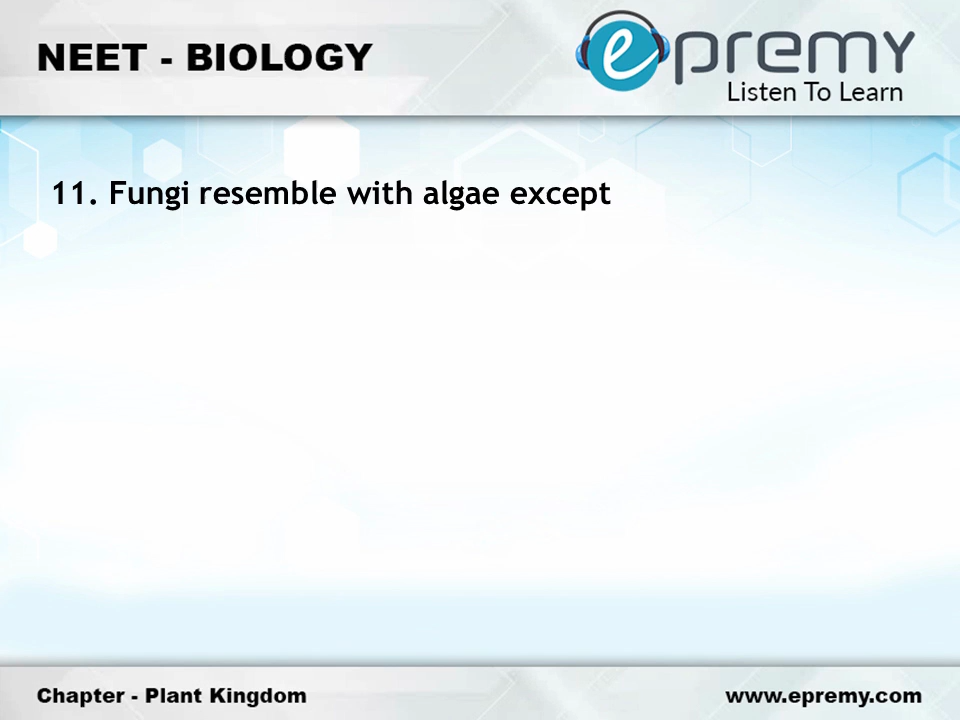 NEET - BIOLOGY
epremy
Listen To Learn
11. Fungi resemble with algae except
Chapter - Plant Kingdom
www.epremy.com